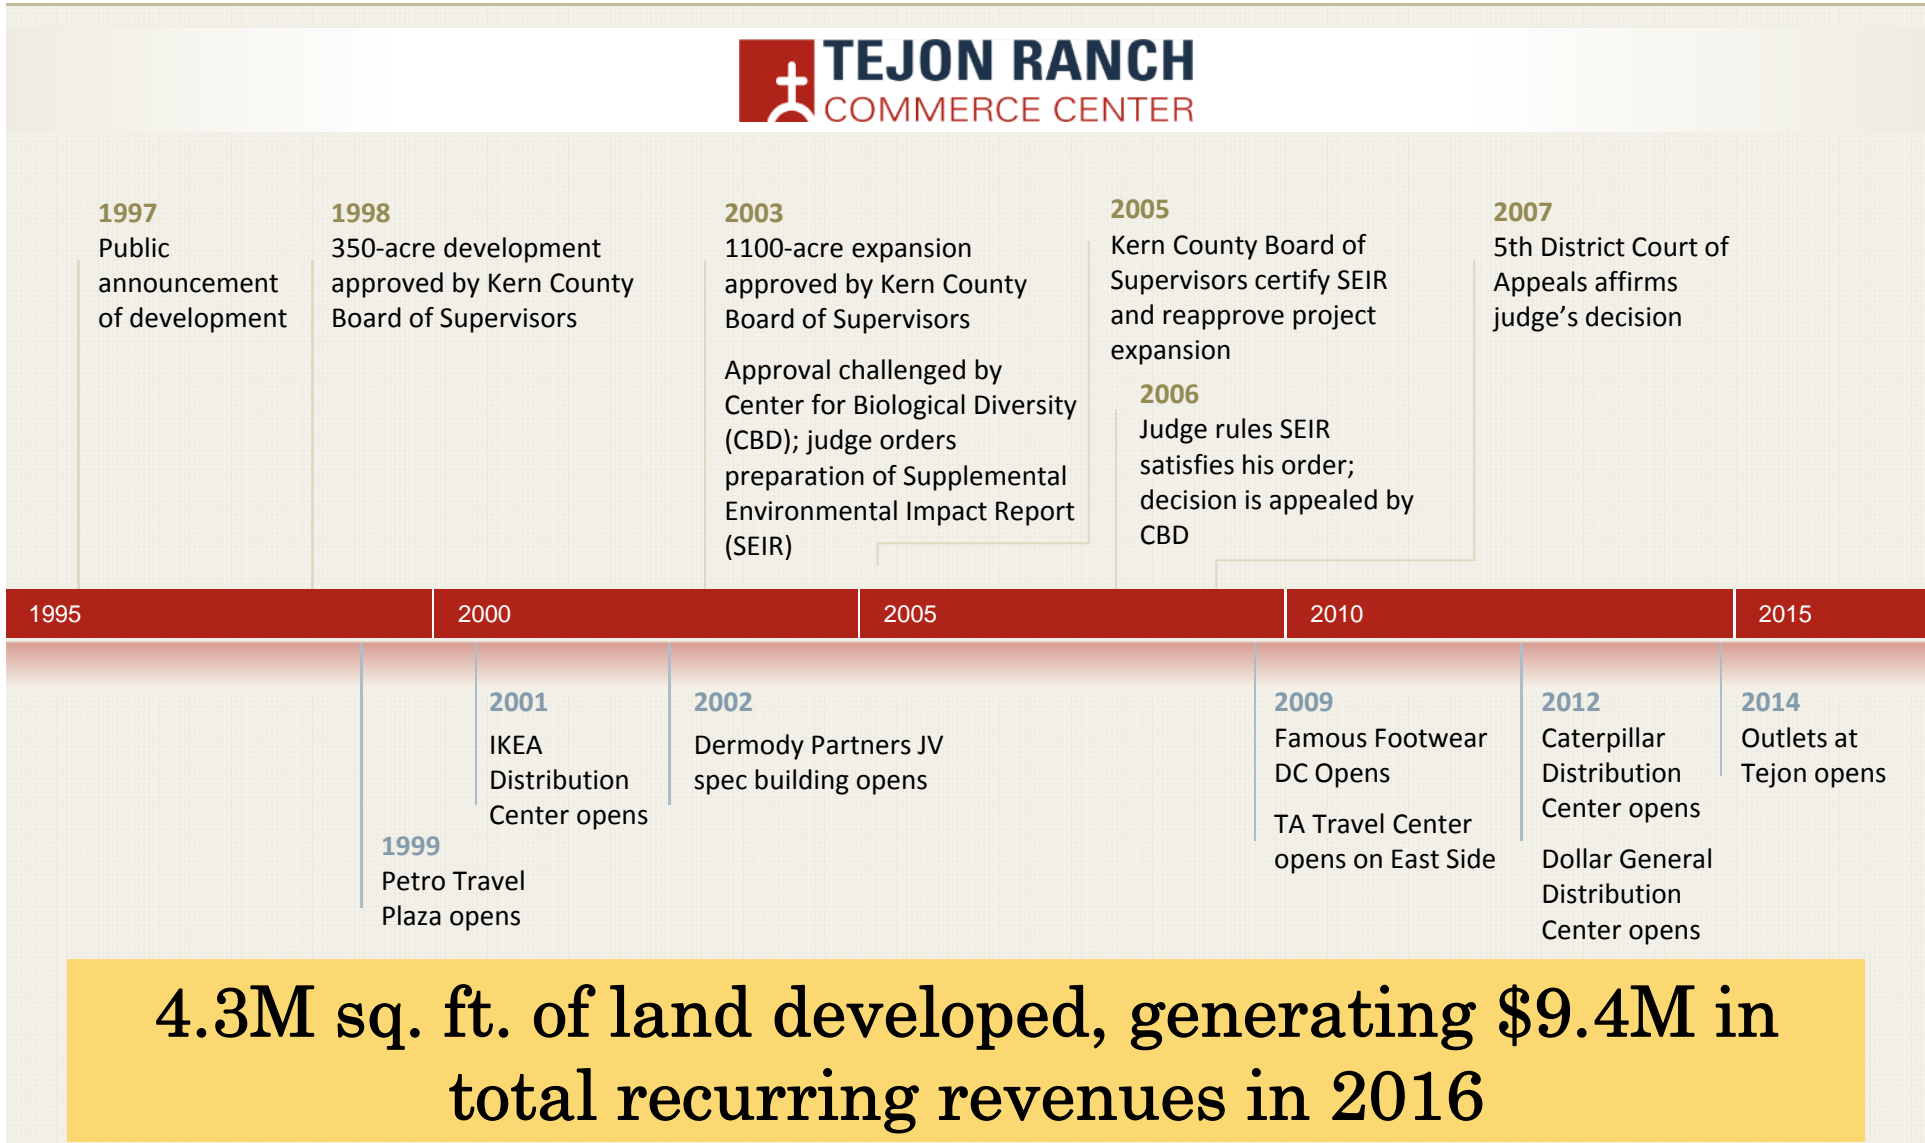 TEJON RANCH
COMMERCE CENTER
1997
Public
announcement
of development
1998
350-acre development
approved by Kern County
Board of Supervisors
2003
1100-acre expansion
approved by Kern County
Board of Supervisors
Approval challenged by
Center for Biological Diversity
(CBD); judge orders
preparation of Supplemental
Environmental Impact Report
(SEIR)
2005
Kern County Board of
Supervisors certify SEIR
and reapprove project
expansion
2006
Judge rules SEIR
satisfies his order;
decision is appealed by
CBD
2007
5th District Court of
Appeals affirms
judge’s decision
1995
2000
2005
2010
2015
1999
Petro Travel
Plaza opens
2001
IKEA
Distribution
Center opens
2002
Dermody Partners JV
spec building opens
2009
Famous Footwear
DC Opens
TA Travel Center
opens on East Side
2012
Caterpillar
Distribution
Center opens
Dollar General
Distribution
Center opens
2014
Outlets at
Tejon opens
4.3M sq. ft. of land developed, generating $9.4M in
total recurring revenues in 2016